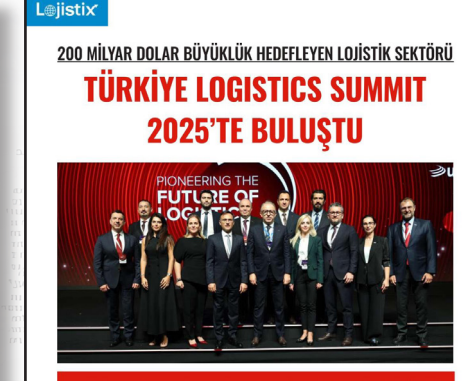 Lojistix
200 MİLYAR DOLAR BÜYÜKLÜK HEDEFLEYEN LOJİSTİK SEKTÖRÜ
TÜRKİYE LOGISTICS SUMMIT
2025'TE BULUŞTU
PIONEERING THE
FUTURE OF